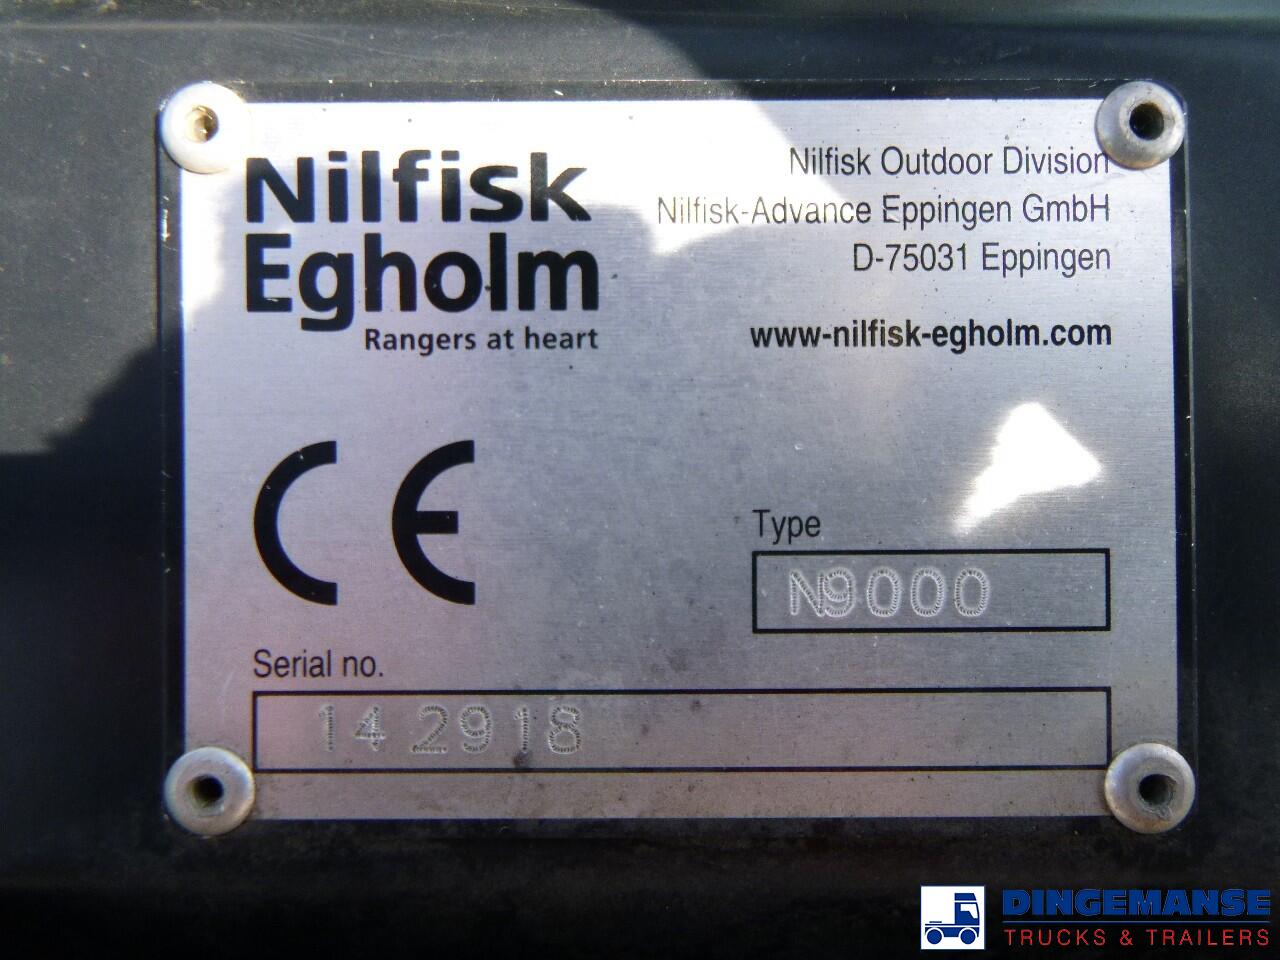 Nilfisk
Egholm
Rangers at heart
Nilfisk Outdoor Division
Nilfisk-Advance Eppingen GmbH
D-75031 Eppingen
www-nilfisk-egholm.com
CE
Type
N9000
Serial no.
14 2918
DINGEMANSE
TRUCKS & TRAILERS